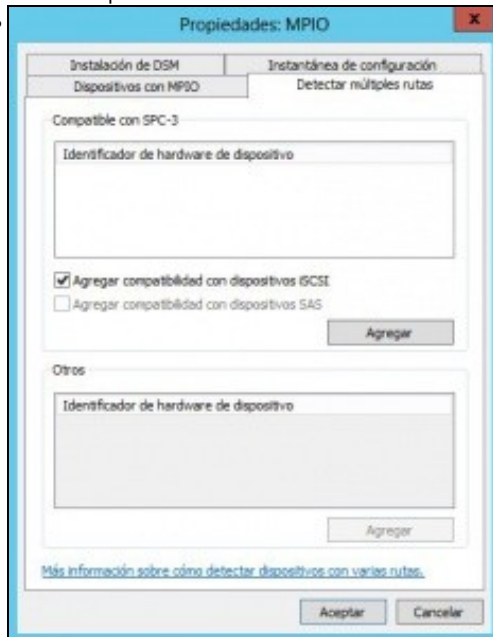 Propiedades: MPIO
x
Instalación de DSM
Instantánea de configuración
Dispositivos con MPIO
Detectar múltiples rutas
Compatible con SPC-3
Identificador de hardware de dispositivo
Agregar compatibilidad con dispositivos iSCSI
Agregar compatibilidad con dispositivos SAS
Agregar
Otros
Identificador de hardware de dispositivo
Agregar
Más información sobre cómo detectar dispositivos con varias rutas.
Aceptar
Cancelar